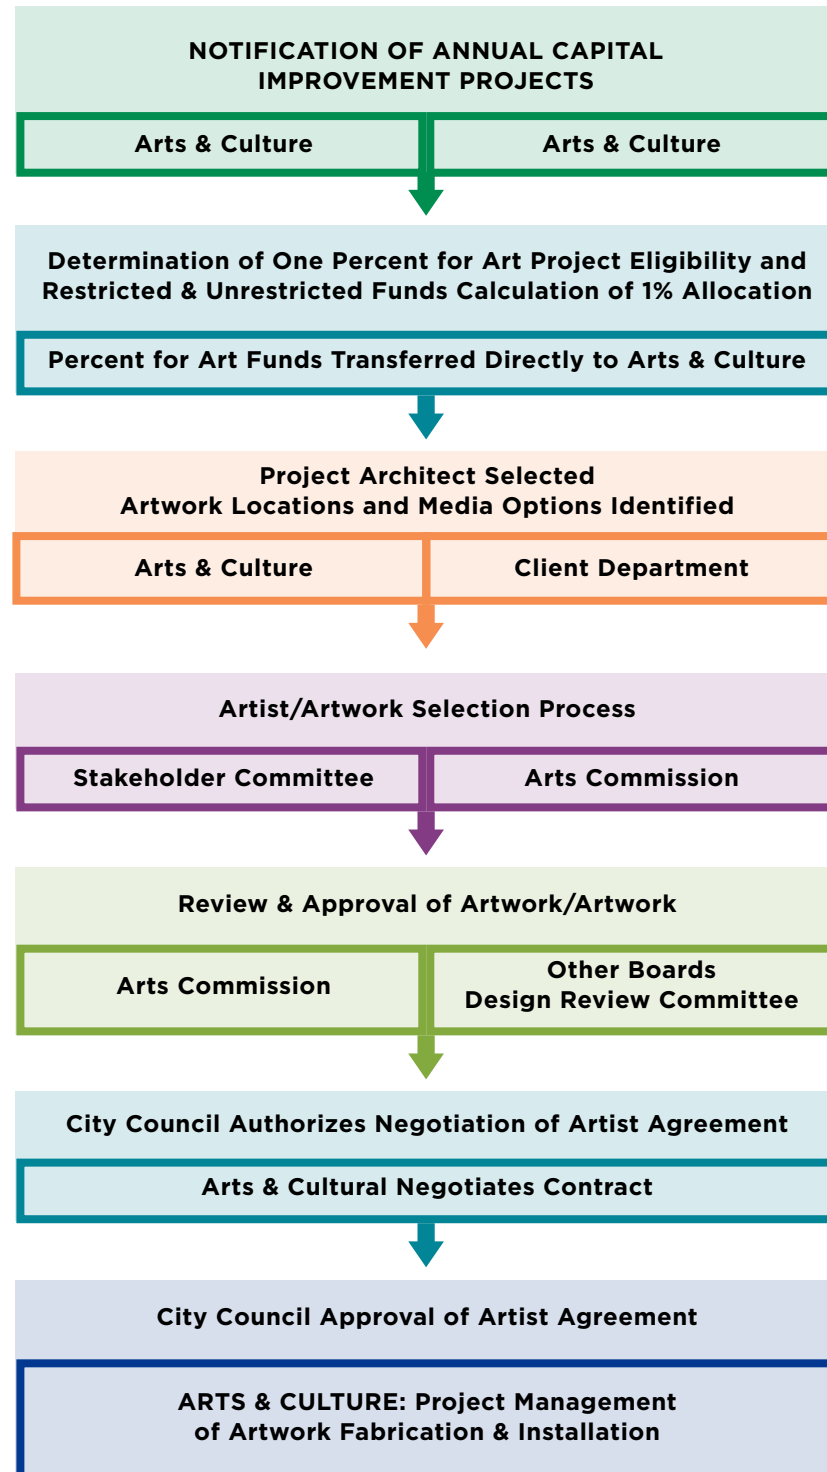 NOTIFICATION OF ANNUAL CAPITAL
IMPROVEMENT PROJECTS
Arts & Culture
Arts & Culture
Determination of One Percent for Art Project Eligibility and
Restricted & Unrestricted Funds Calculation of 1% Allocation
Percent for Art Funds Transferred Directly to Arts & Culture
Project Architect Selected
Artwork Locations and Media Options Identified
Arts & Culture
Client Department
Artist/Artwork Selection Process
Stakeholder Committee
Arts Commission
Review & Approval of Artwork/Artwork
Arts Commission
Other Boards
Design Review Committee
City Council Authorizes Negotiation of Artist Agreement
Arts & Cultural Negotiates Contract
City Council Approval of Artist Agreement
ARTS & CULTURE: Project Management
of Artwork Fabrication & Installation